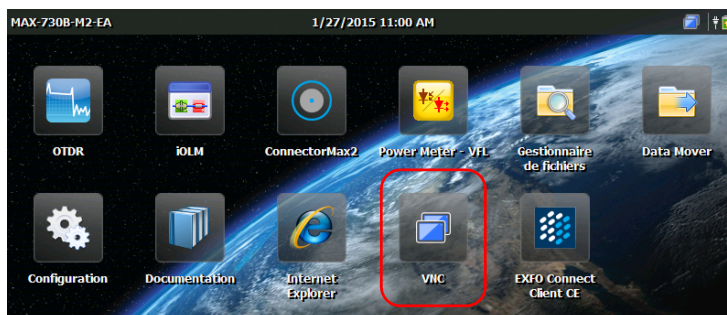 MAX-730B-M2-EA 1/27/2015 11:00 AM
OTDR iOLM ConnectorMax2 Power Meter - VFL Gestionnaire de fichiers Data Mover
Configuration Documentation Internet Explorer VNC EXFO Connect Client CE